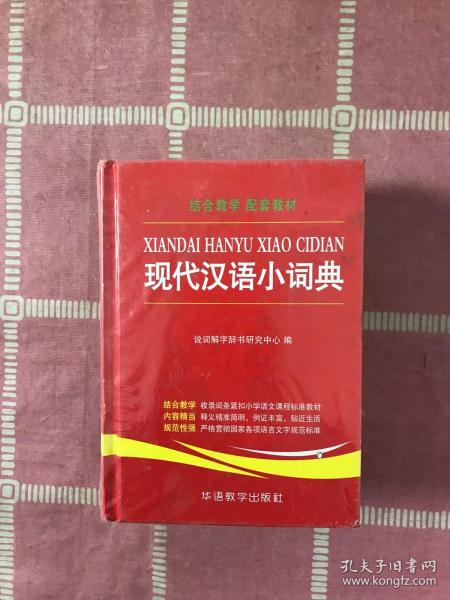 结合教学 配套教材
XIANDAI HANYU XIAO CIDIAN
现代汉语小词典
说词解字辞书研究中心 编
结合教学 收录词条紧扣小学语文课程标准教材
内容精当 释义精准简明，例证丰富、贴近生活
规范性强 严格贯彻国家各项语言文字规范标准
华语教学出版社
孔夫子旧书网
www.kongfz.com